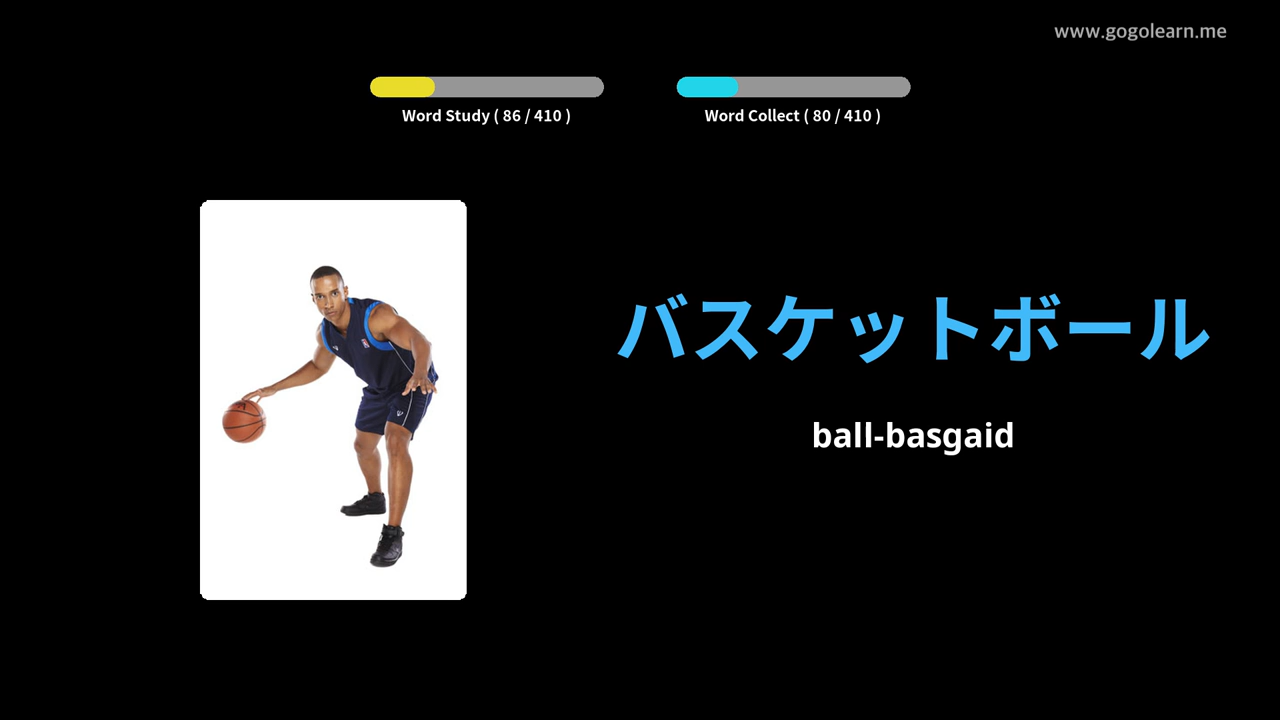 www.gogolearn.me
Word Study ( 86 / 410 )
Word Collect ( 80 / 410 )
バスケットボール
ball-basgaid